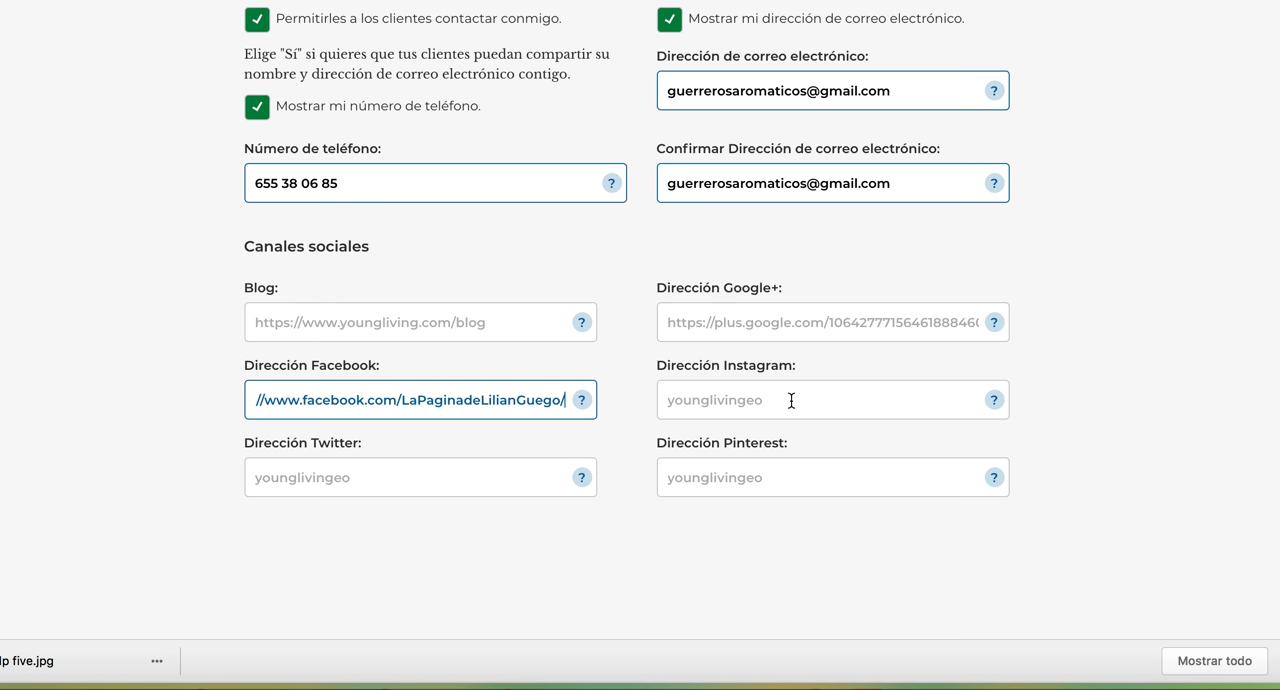 Permitirles a los clientes contactar conmigo.
Elige "Sí" si quieres que tus clientes puedan compartir su
nombre y dirección de correo electrónico contigo.
Mostrar mi número de teléfono.
Número de teléfono:
655 38 06 85
?
Mostrar mi dirección de correo electrónico.
Dirección de correo electrónico:
guerrerosaromaticos@gmail.com
?
Confirmar Dirección de correo electrónico:
guerrerosaromaticos@gmail.com
?
Canales sociales
Blog:
https://www.youngliving.com/blog
?
Dirección Google+:
https://plus.google.com/1064277715646188846
?
Dirección Facebook:
//www.facebook.com/LaPaginadeLilianGuego/
?
Dirección Instagram:
younglivingeo
?
Dirección Twitter:
younglivingeo
?
Dirección Pinterest:
younglivingeo
?
lp five.jpg
...
Mostrar todo